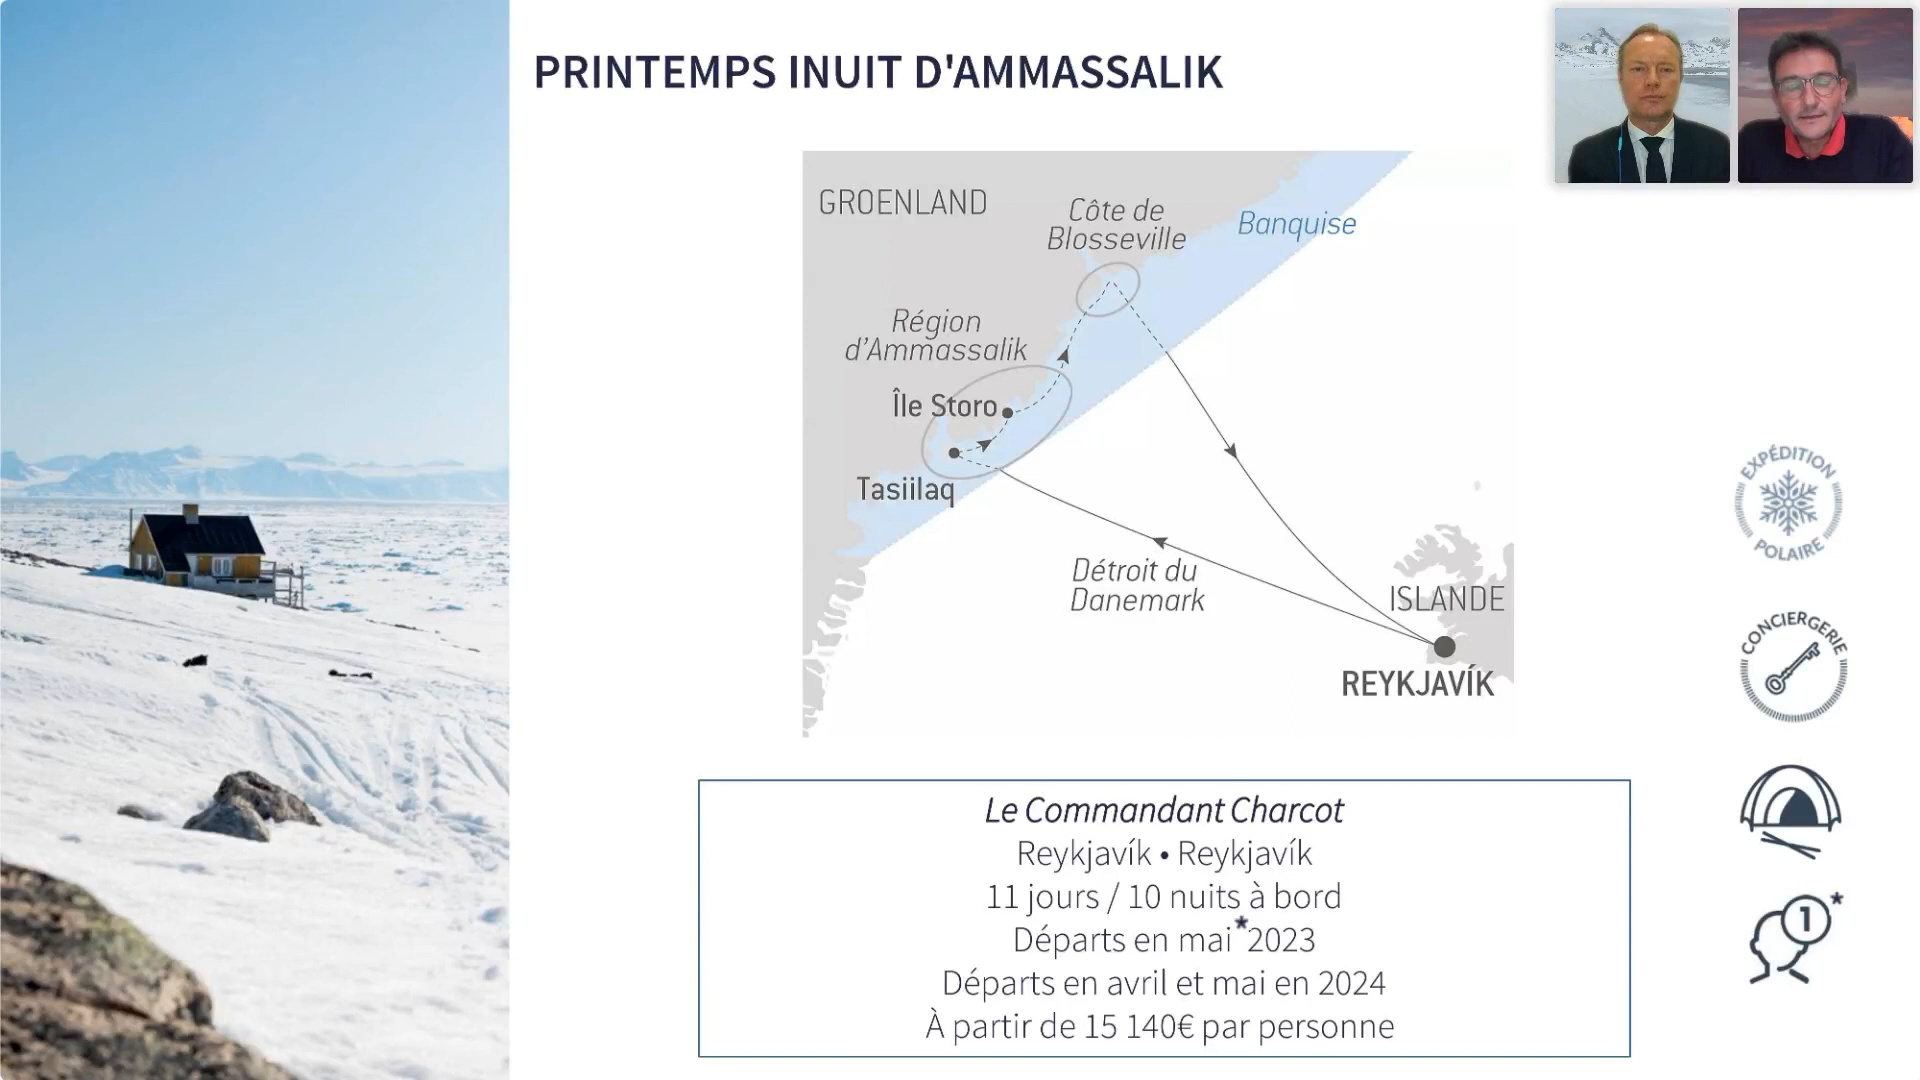 PRINTEMPS INUIT D'AMMASSALIK
GROENLAND
Côte de
Blosseville
Banquise
Région
d'Ammassalik
Île Storo
Tasiilaq
Détroit du
Danemark
ISLANDE
REYKJAVÍK
EXPÉDITION
POLAIRE
CONCIERGERIE
1*
Le Commandant Charcot
Reykjavík • Reykjavík
11 jours / 10 nuits à bord
Départs en mai*2023
Départs en avril et mai en 2024
À partir de 15 140€ par personne